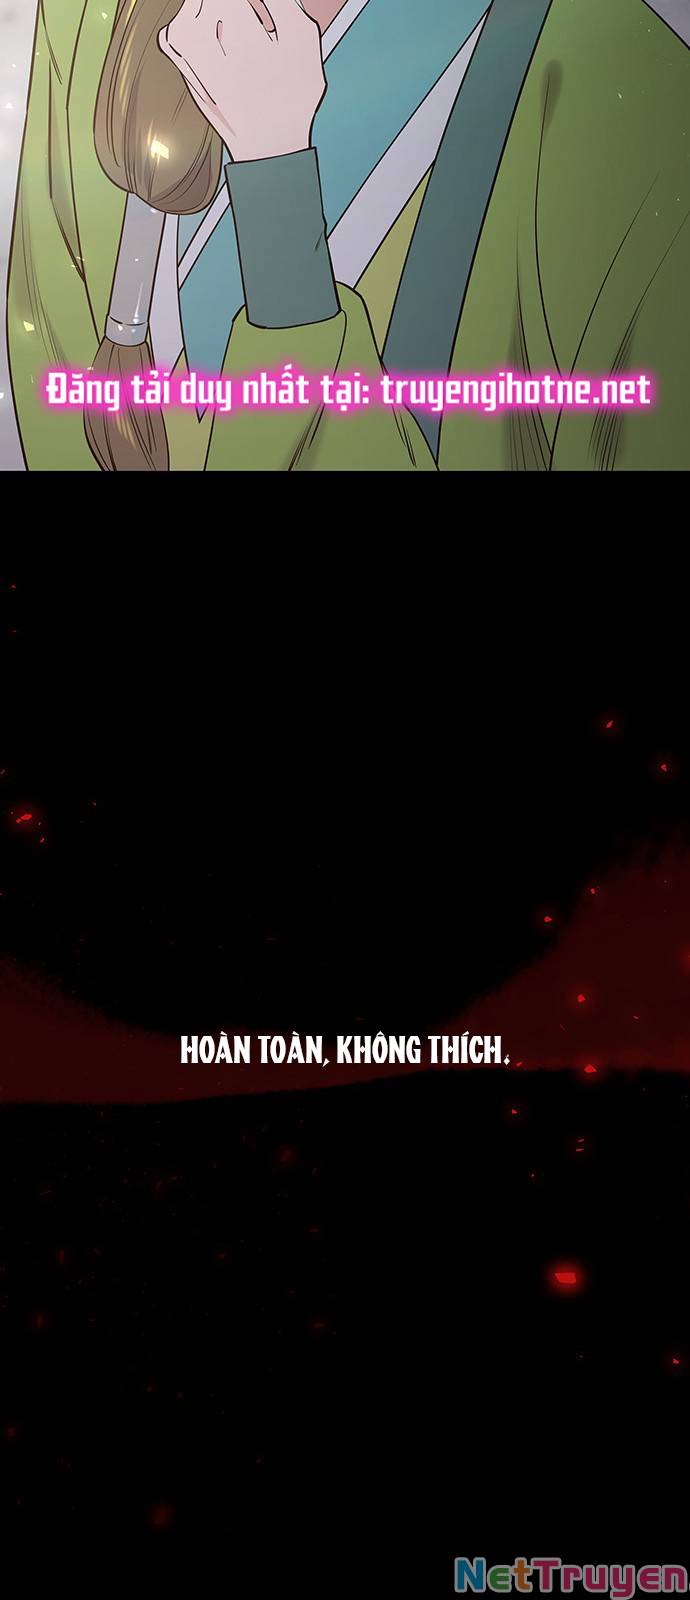 Đăng tải duy nhất tại: truyengihotne.net
HOÀN TOÀN, KHÔNG THÍCH.
NetTruyen